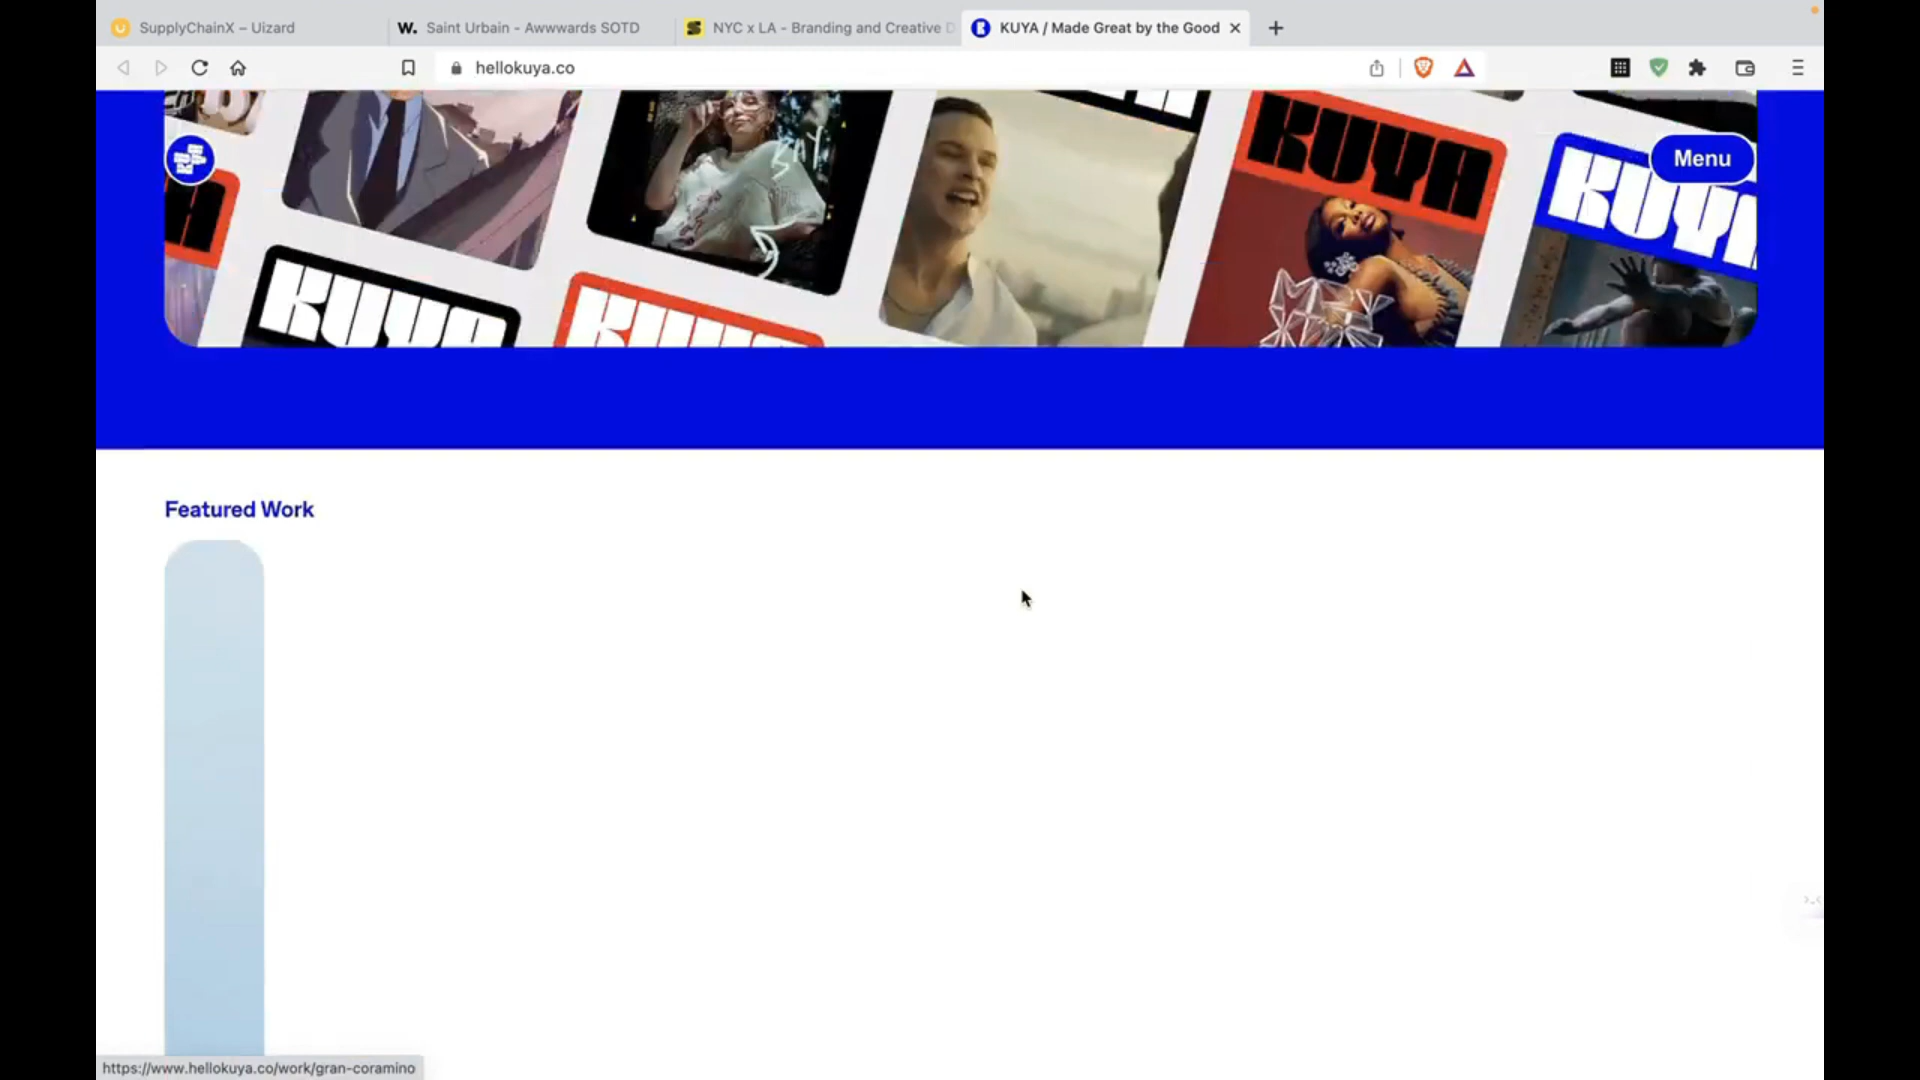 SupplyChainX – Uizard
W. Saint Urbain - Awwwards SOTD
S NYC x LA - Branding and Creative D
KUYA / Made Great by the Good
hellokuya.co
KUYA
KUYA
Menu
KUYA
Featured Work
https://www.hellokuya.co/work/gran-coramino